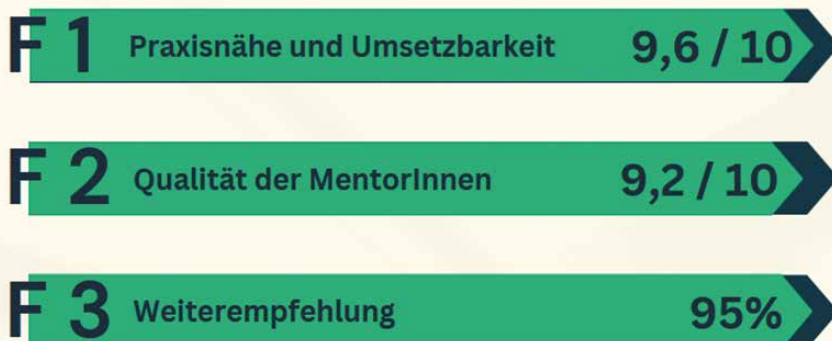 F 1 Praxisnähe und Umsetzbarkeit 9,6 / 10
F 2 Qualität der MentorInnen 9,2 / 10
F 3 Weiterempfehlung 95%